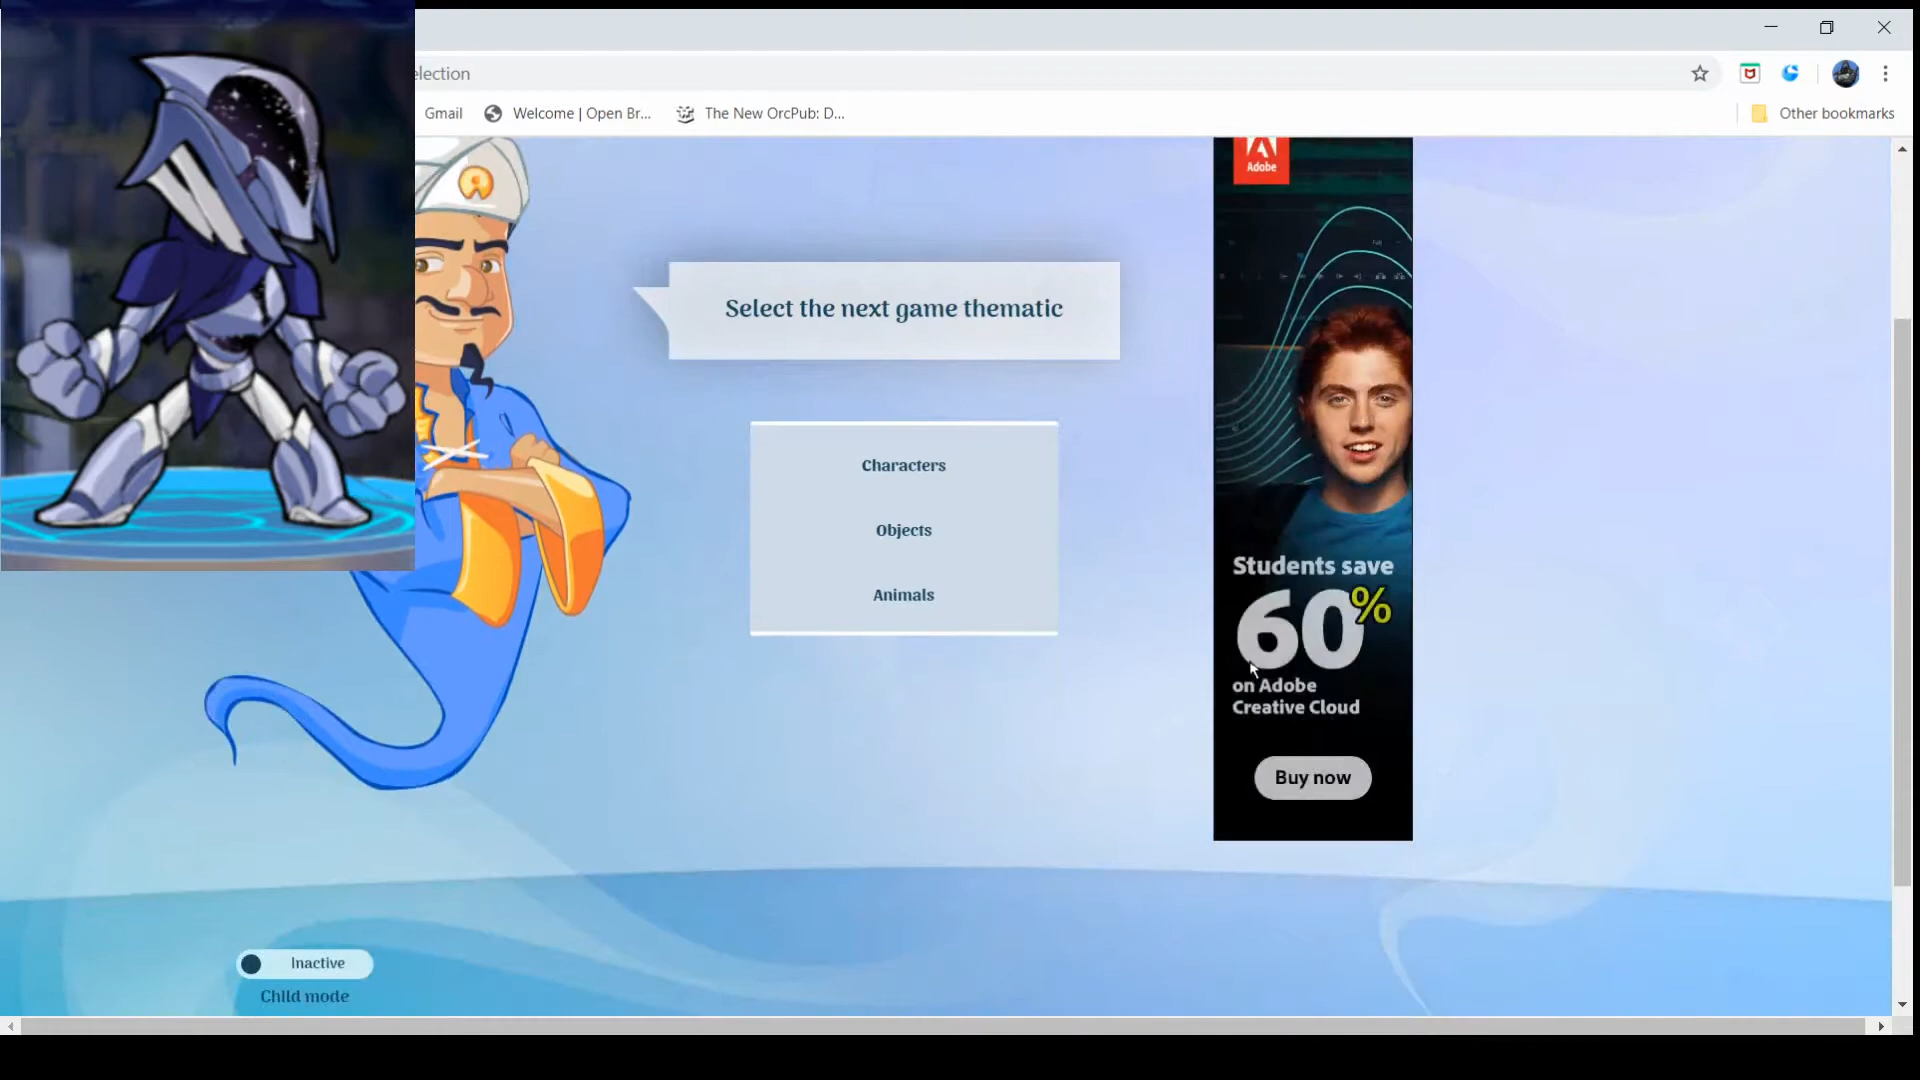 election
Gmail
Welcome | Open Br...
The New OrcPub: D...
Other bookmarks
Adobe
Select the next game thematic
Characters
Objects
Animals
Students save
60%
on Adobe
Creative Cloud
Buy now
Inactive
Child mode